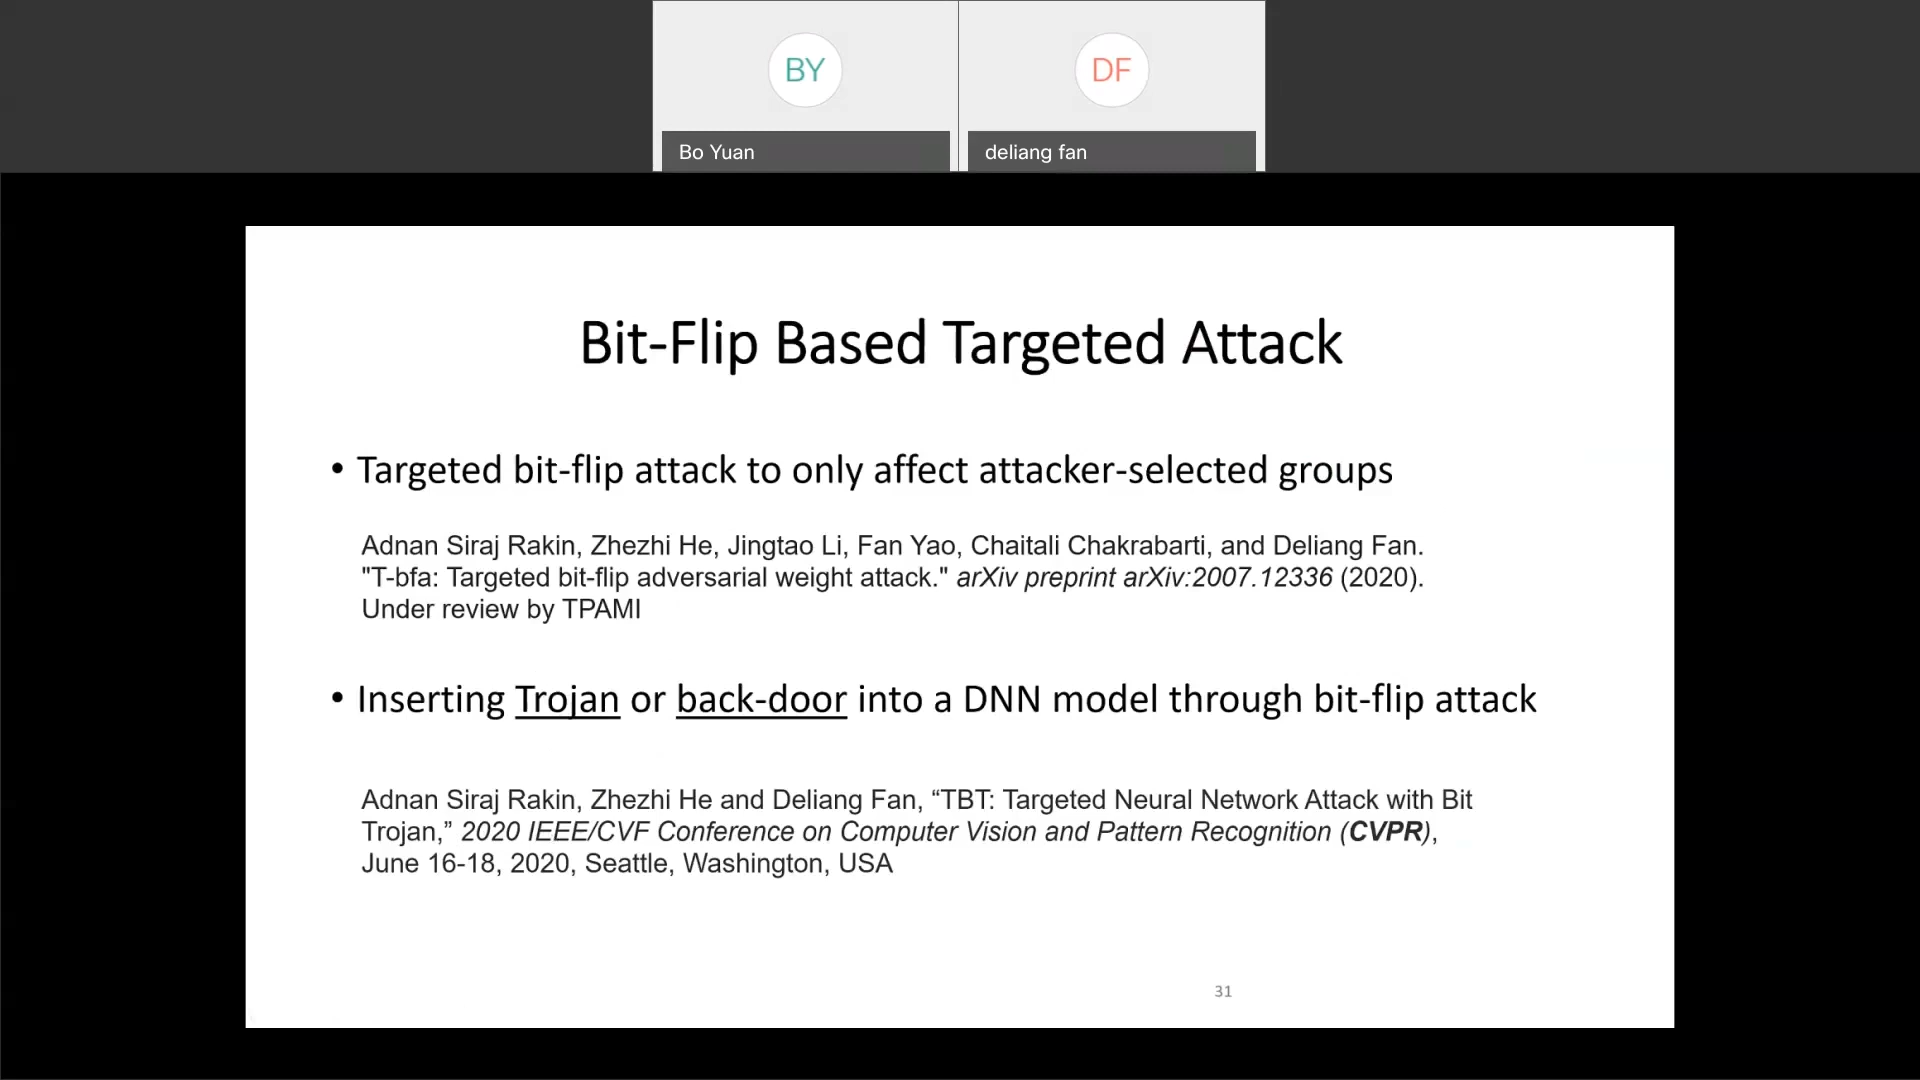 BY
DF
Bo Yuan
deliang fan
Bit-Flip Based Targeted Attack
• Targeted bit-flip attack to only affect attacker-selected groups
Adnan Siraj Rakin, Zhezhi He, Jingtao Li, Fan Yao, Chaitali Chakrabarti, and Deliang Fan.
"T-bfa: Targeted bit-flip adversarial weight attack." arXiv preprint arXiv:2007.12336 (2020).
Under review by TPAMI
• Inserting Trojan or back-door into a DNN model through bit-flip attack
Adnan Siraj Rakin, Zhezhi He and Deliang Fan, “TBT: Targeted Neural Network Attack with Bit
Trojan,” 2020 IEEE/CVF Conference on Computer Vision and Pattern Recognition (CVPR),
June 16-18, 2020, Seattle, Washington, USA
31